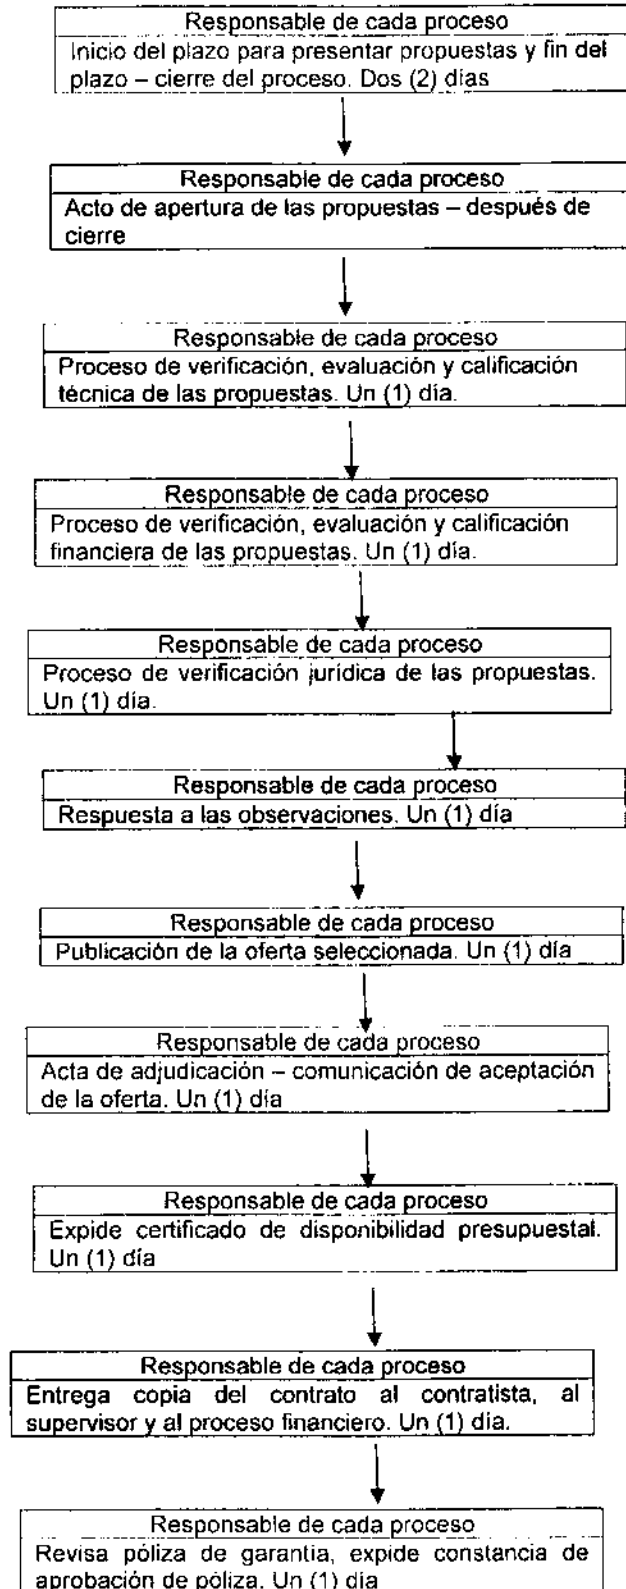 Responsable de cada proceso
Inicio del plazo para presentar propuestas y fin del
plazo – cierre del proceso. Dos (2) días
Responsable de cada proceso
Acto de apertura de las propuestas – después de
cierre
Responsable de cada proceso
Proceso de verificación, evaluación y calificación
técnica de las propuestas. Un (1) día.
Responsable de cada proceso
Proceso de verificación, evaluación y calificación
financiera de las propuestas. Un (1) día.
Responsable de cada proceso
Proceso de verificación jurídica de las propuestas.
Un (1) día.
Responsable de cada proceso
Respuesta a las observaciones. Un (1) día
Responsable de cada proceso
Publicación de la oferta seleccionada. Un (1) día
Responsable de cada proceso
Acta de adjudicación – comunicación de aceptación
de la oferta. Un (1) día
Responsable de cada proceso
Expide certificado de disponibilidad presupuestal.
Un (1) día
Responsable de cada proceso
Entrega copia del contrato al contratista, al
supervisor y al proceso financiero. Un (1) día.
Responsable de cada proceso
Revisa póliza de garantía, expide constancia de
aprobación de póliza. Un (1) día